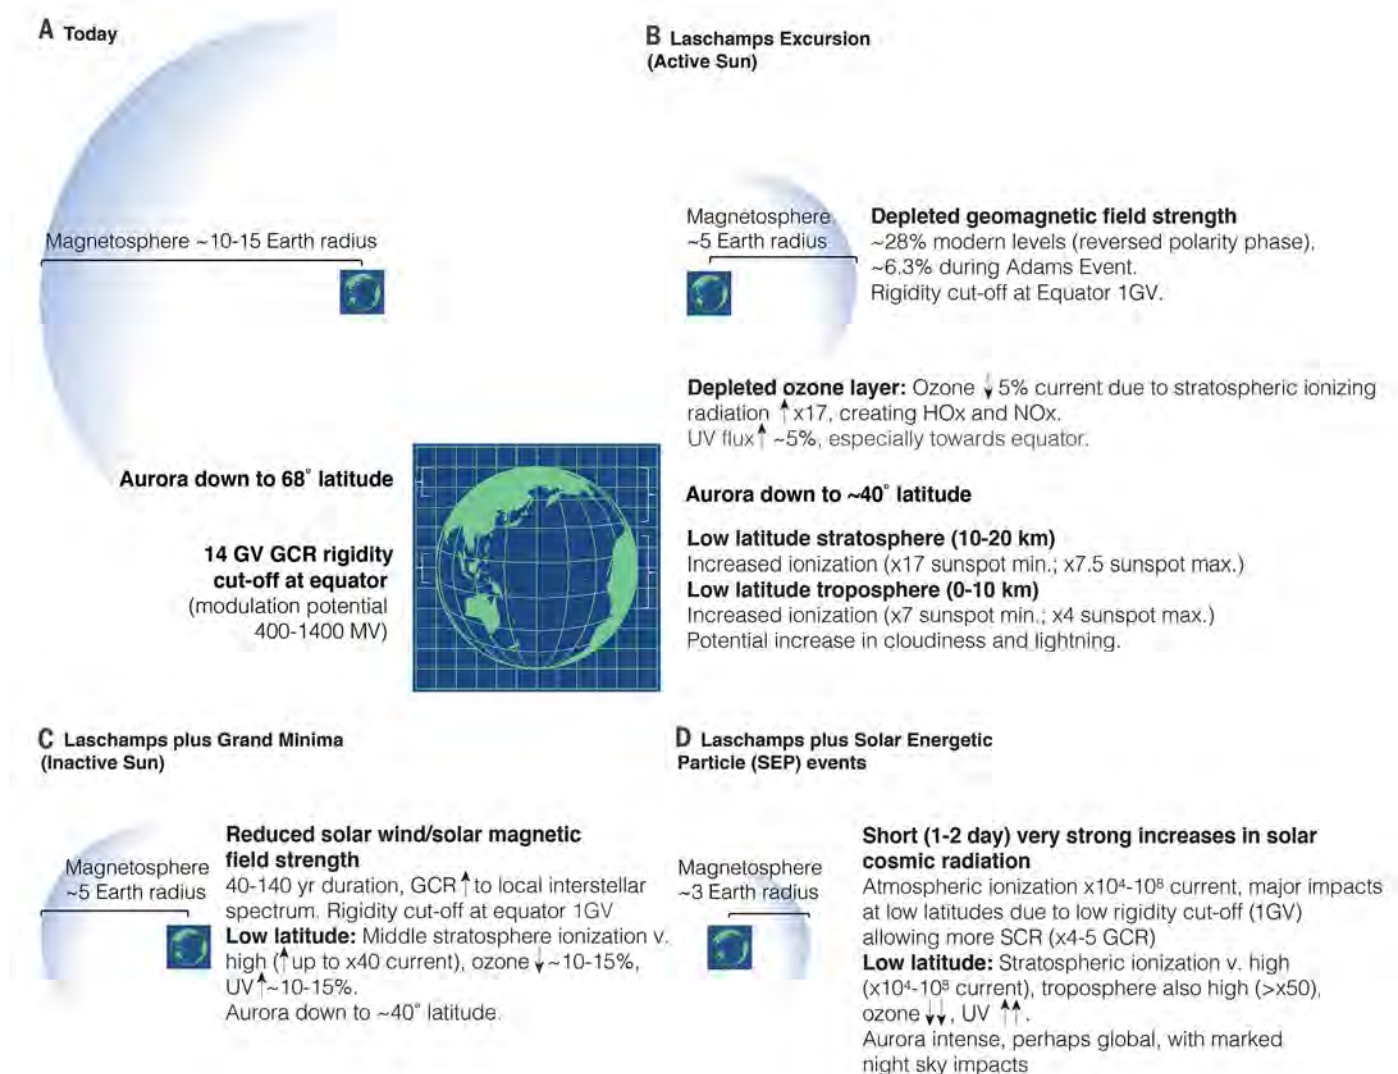 A Today
Magnetosphere ~10-15 Earth radius
Aurora down to 68° latitude
14 GV GCR rigidity
cut-off at equator
(modulation potential
400-1400 MV)
B Laschamps Excursion
(Active Sun)
Magnetosphere
~5 Earth radius
Depleted geomagnetic field strength
~28% modern levels (reversed polarity phase),
~6.3% during Adams Event.
Rigidity cut-off at Equator 1GV.
Depleted ozone layer: Ozone ↓ 5% current due to stratospheric ionizing
radiation ↑ x17, creating HOx and NOx.
UV flux↑ ~5%, especially towards equator.
Aurora down to ~40° latitude
Low latitude stratosphere (10-20 km)
Increased ionization (x17 sunspot min.; x7.5 sunspot max.)
Low latitude troposphere (0-10 km)
Increased ionization (x7 sunspot min.; x4 sunspot max.)
Potential increase in cloudiness and lightning.
C Laschamps plus Grand Minima
(Inactive Sun)
Magnetosphere
~5 Earth radius
Reduced solar wind/solar magnetic
field strength
40-140 yr duration, GCR↑ to local interstellar
spectrum. Rigidity cut-off at equator 1GV
Low latitude: Middle stratosphere ionization v.
high (↑up to x40 current), ozone ↓~10-15%,
UV↑~10-15%.
Aurora down to ~40° latitude.
D Laschamps plus Solar Energetic
Particle (SEP) events
Magnetosphere
~3 Earth radius
Short (1-2 day) very strong increases in solar
cosmic radiation
Atmospheric ionization x10⁴-10⁸ current, major impacts
at low latitudes due to low rigidity cut-off (1GV)
allowing more SCR (x4-5 GCR)
Low latitude: Stratospheric ionization v. high
(x10⁴-10⁸ current), troposphere also high (>x50),
ozone ↓↓, UV ↑↑.
Aurora intense, perhaps global, with marked
night sky impacts